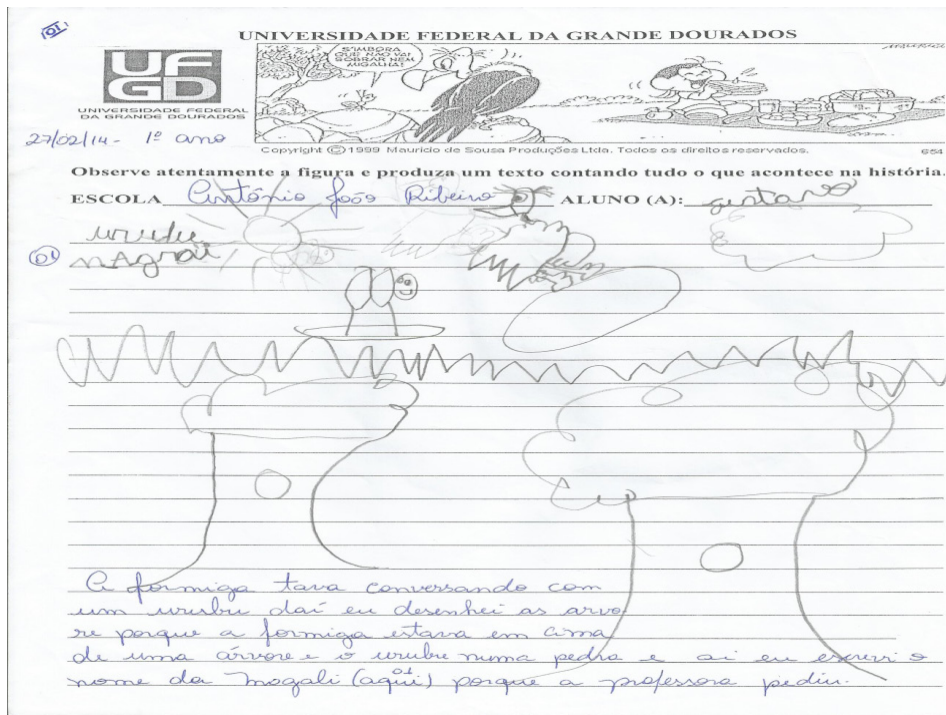 01
UNIVERSIDADE FEDERAL DA GRANDE DOURADOS
UFGD
UNIVERSIDADE FEDERAL
DA GRANDE DOURADOS
S'IMBORA
QUE NÃO VAI
SOBRAR NEM
MIGALHA!
27/02/14 - 1º ano
Copyright © 1999 Mauricio de Sousa Produções Ltda. Todos os direitos reservados.
654
Observe atentamente a figura e produza um texto contando tudo o que acontece na história.
ESCOLA Antônio João Ribeiro ALUNO (A): gustavo
urubu
01 mAgrai
A formiga tava conversando com
um urubu daí eu desenhei as arvo
re porque a formiga estava em cima
de uma árvore e o urubu numa pedra e ai eu escrevi o
nome da Magali (aqui) 01 porque a professora pediu.